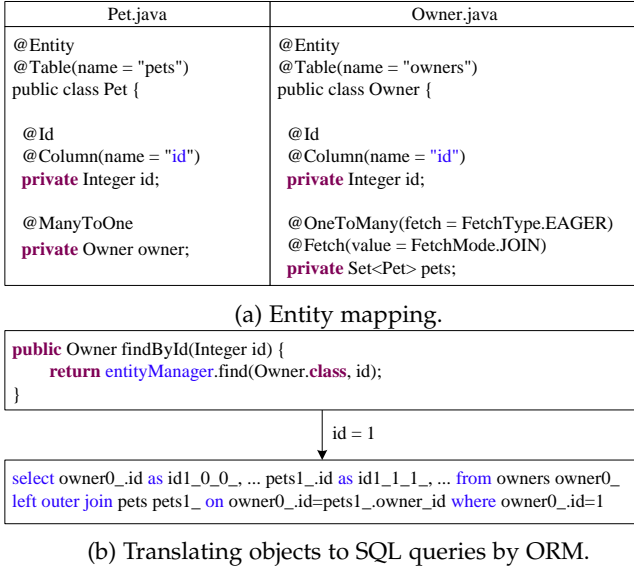 Pet.java
@Entity
@Table(name = "pets")
public class Pet {
@Id
@Column(name = "id")
private Integer id;
@ManyToOne
private Owner owner;
Owner.java
@Entity
@Table(name = "owners")
public class Owner {
@Id
@Column(name = "id")
private Integer id;
@OneToMany(fetch = FetchType.EAGER)
@Fetch(value = FetchMode.JOIN)
private Set<Pet> pets;
(a) Entity mapping.
public Owner findById(Integer id) {
return entityManager.find(Owner.class, id);
}
id = 1
select owner0_.id as id1_0_0_, ... pets1_.id as id1_1_1_, ... from owners owner0_
left outer join pets pets1_ on owner0_.id=pets1_.owner_id where owner0_.id=1
(b) Translating objects to SQL queries by ORM.